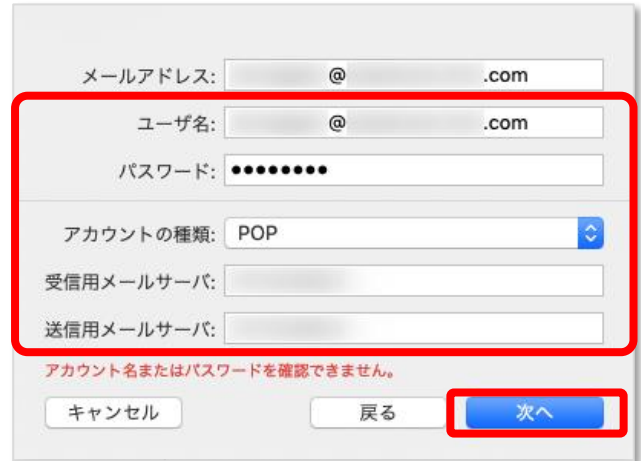 メールアドレス: @ .com
ユーザ名: @ .com
パスワード: ●●●●●●●●
アカウントの種類: POP
受信用メールサーバ:
送信用メールサーバ:
アカウント名またはパスワードを確認できません。
キャンセル 戻る 次へ